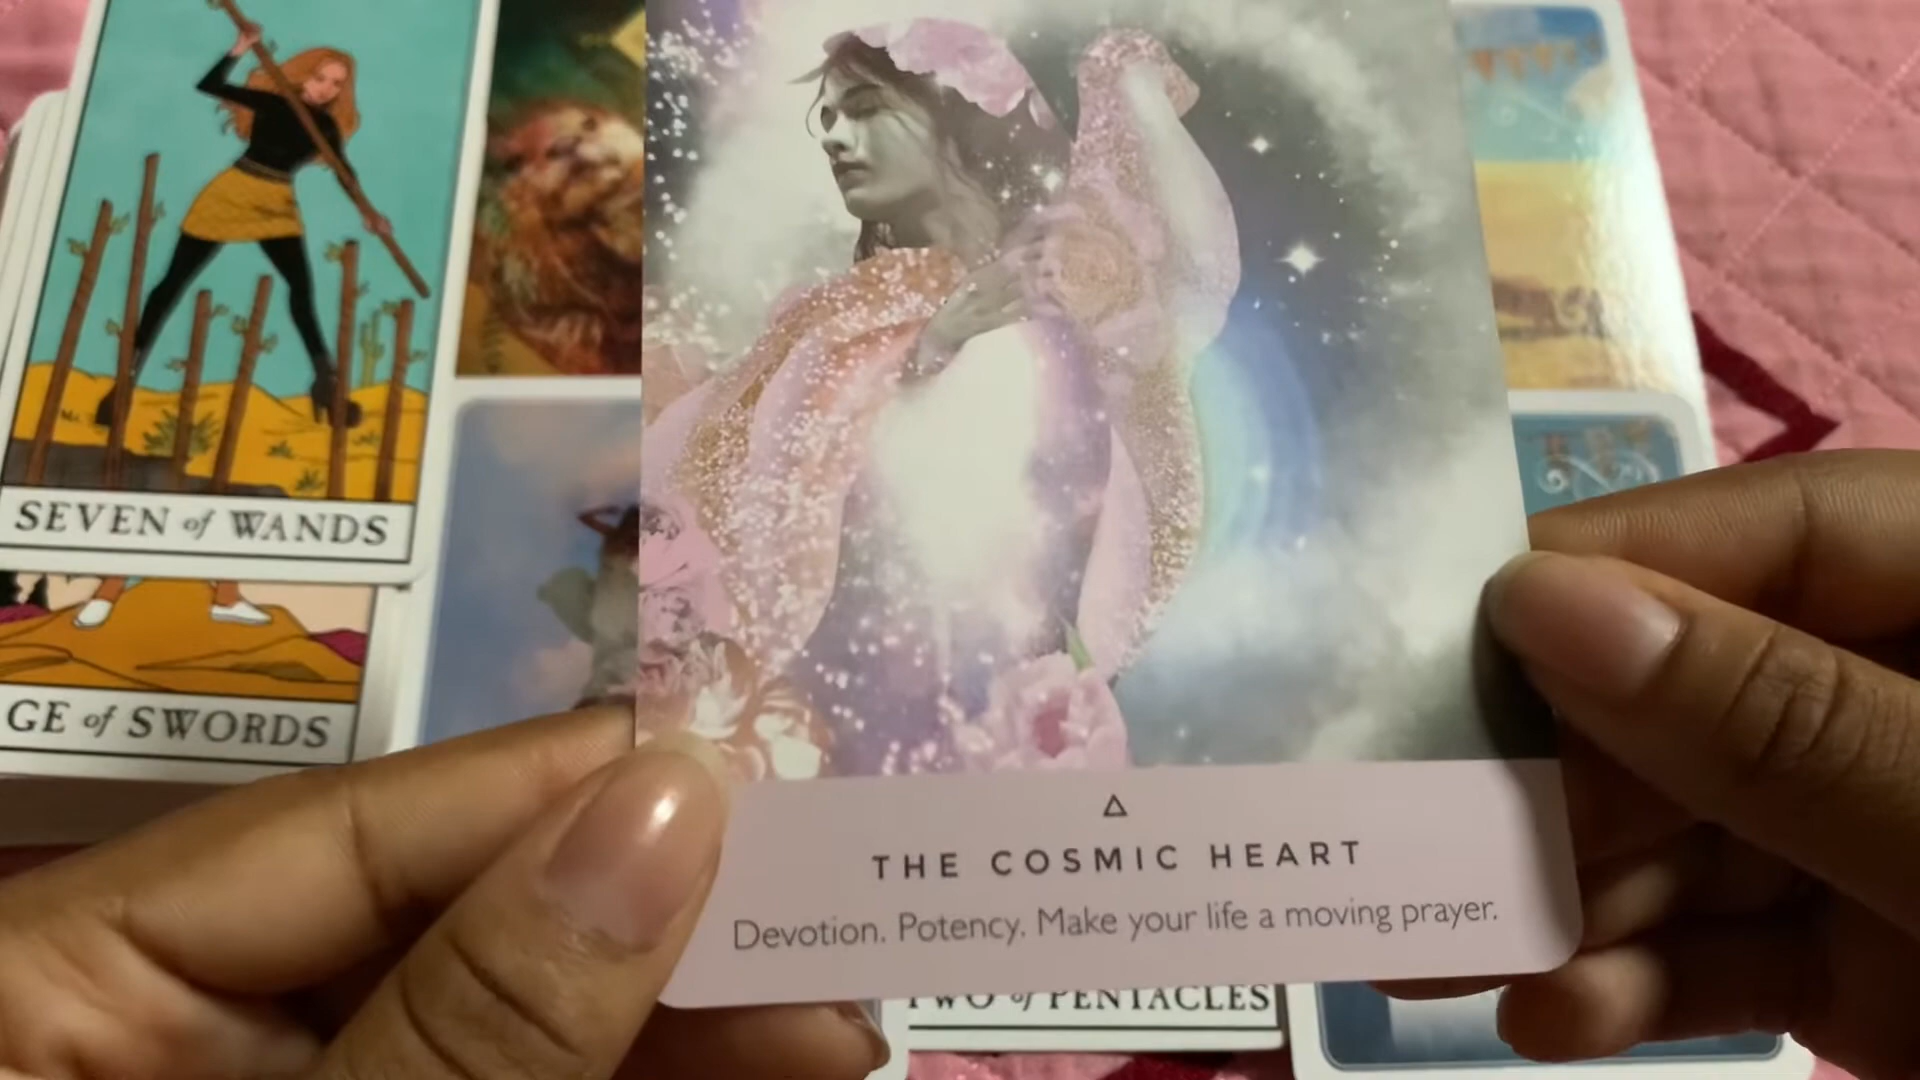 SEVEN of WANDS
GE of SWORDS
THE COSMIC HEART
Devotion. Potency. Make your life a moving prayer.
TWO of PENTACLES